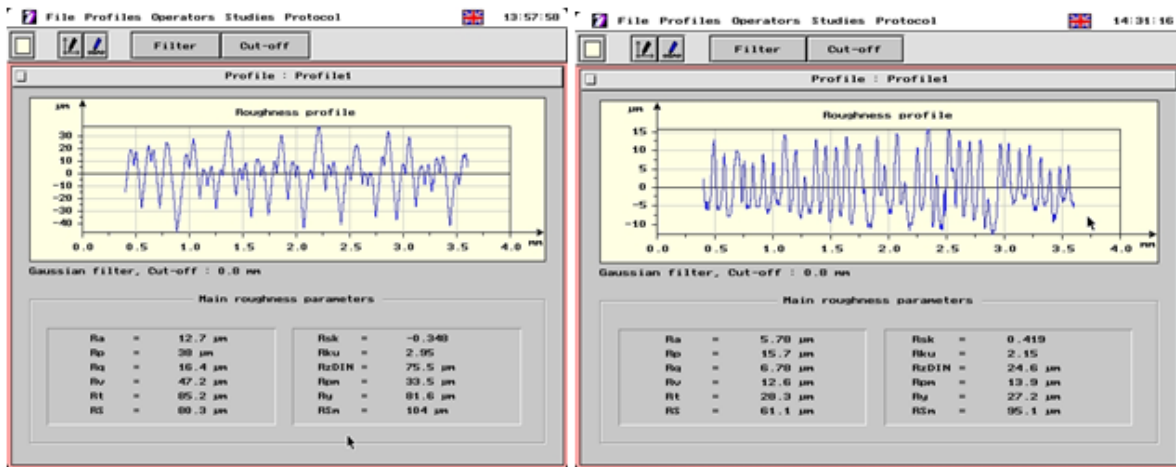 File Profiles Operators Studies Protocol 13:57:58
Filter Cut-off
Profile : Profile1
µm
Roughness profile
30
20
10
0
-10
-20
-30
-40
0.0 0.5 1.0 1.5 2.0 2.5 3.0 3.5 4.0 mm
Gaussian filter, Cut-off : 0.8 mm
Main roughness parameters
Ra = 12.7 µm Rsk = -0.348
Rp = 38 µm Rku = 2.95
Rq = 16.4 µm RzDIN = 75.5 µm
Rv = 47.2 µm Rpm = 33.5 µm
Rt = 85.2 µm Ry = 81.6 µm
RS = 80.3 µm RSm = 104 µm
File Profiles Operators Studies Protocol 14:31:16
Filter Cut-off
Profile : Profile1
µm
Roughness profile
15
10
5
0
-5
-10
0.0 0.5 1.0 1.5 2.0 2.5 3.0 3.5 4.0 mm
Gaussian filter, Cut-off : 0.8 mm
Main roughness parameters
Ra = 5.78 µm Rsk = 0.419
Rp = 15.7 µm Rku = 2.15
Rq = 6.78 µm RzDIN = 24.6 µm
Rv = 12.6 µm Rpm = 13.9 µm
Rt = 28.3 µm Ry = 27.2 µm
RS = 61.1 µm RSm = 95.1 µm